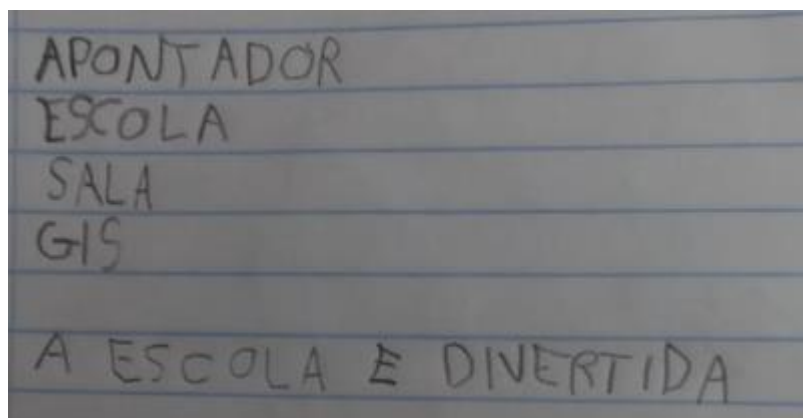 APONTADOR
ESCOLA
SALA
GIS
A ESCOLA E DIVERTIDA